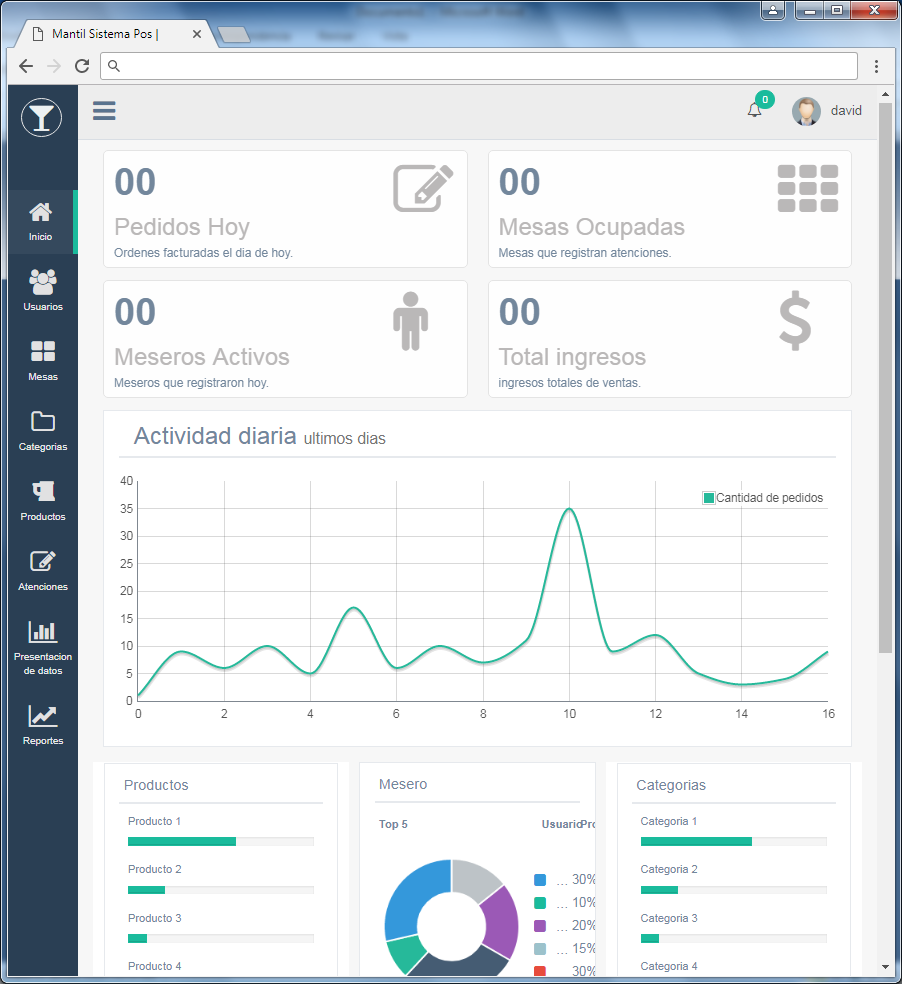 Mantil Sistema Pos |
0
david
00
Pedidos Hoy
Ordenes facturadas el dia de hoy.
00
Mesas Ocupadas
Mesas que registran atenciones.
00
Meseros Activos
Meseros que registraron hoy.
00
Total ingresos
ingresos totales de ventas.
Inicio
Usuarios
Mesas
Categorias
Productos
Atenciones
Presentacion
de datos
Reportes
Actividad diaria ultimos dias
Cantidad de pedidos
40
35
30
25
20
15
10
5
0
0 2 4 6 8 10 12 14 16
Productos
Producto 1
Producto 2
Producto 3
Producto 4
Mesero
Top 5 Usuario
... 30%
... 10%
... 20%
... 15%
... 30%
Categorias
Categoria 1
Categoria 2
Categoria 3
Categoria 4